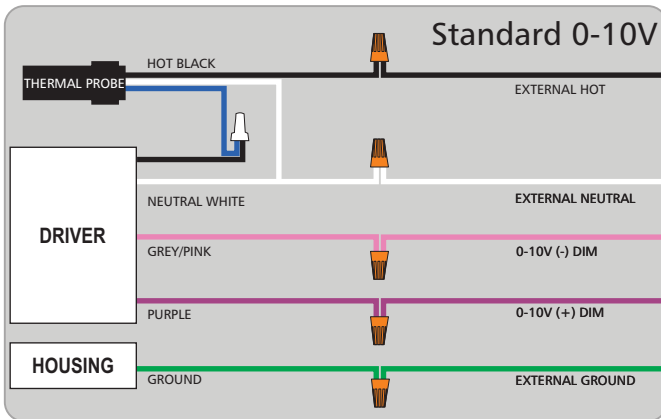 Standard 0-10V
HOT BLACK
THERMAL PROBE
EXTERNAL HOT
NEUTRAL WHITE
EXTERNAL NEUTRAL
DRIVER
GREY/PINK
0-10V (-) DIM
PURPLE
0-10V (+) DIM
HOUSING
GROUND
EXTERNAL GROUND